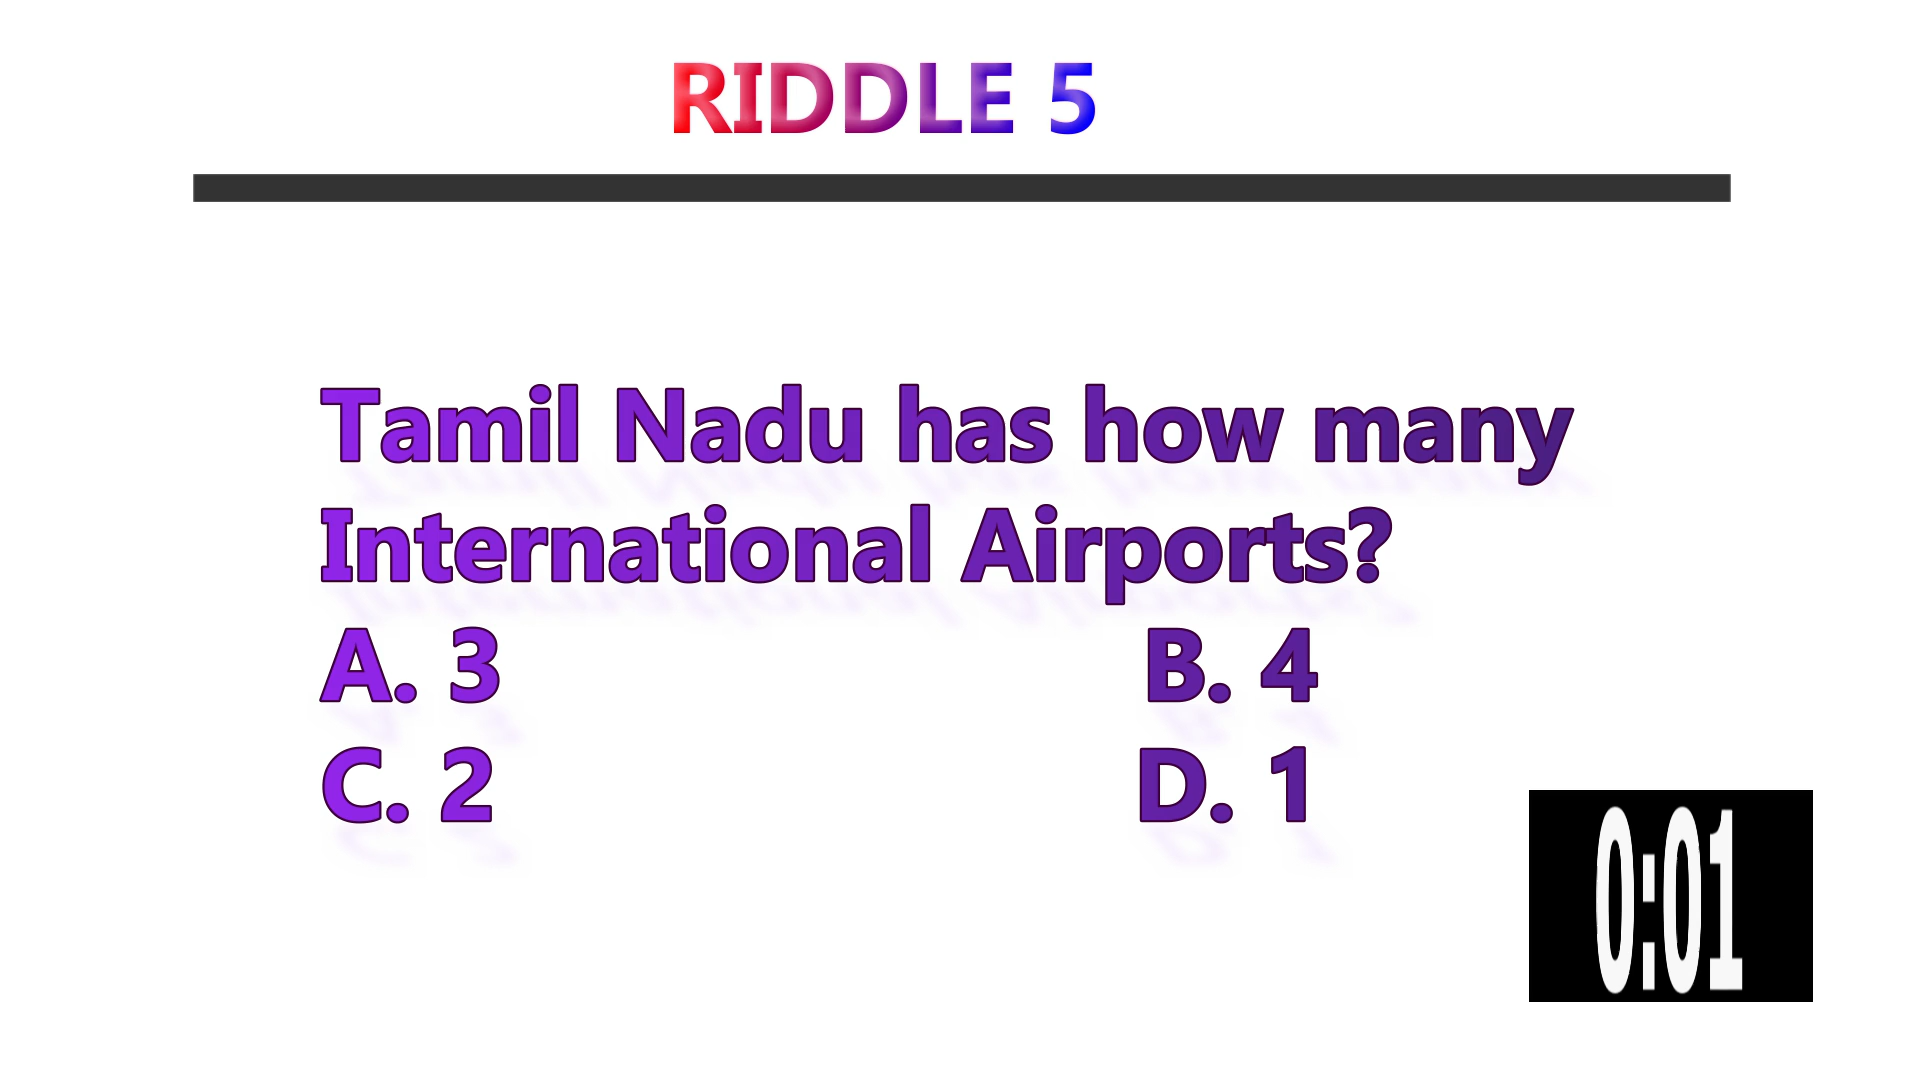 RIDDLE 5
Tamil Nadu has how many
International Airports?
A. 3 B. 4
C. 2 D. 1
0:01